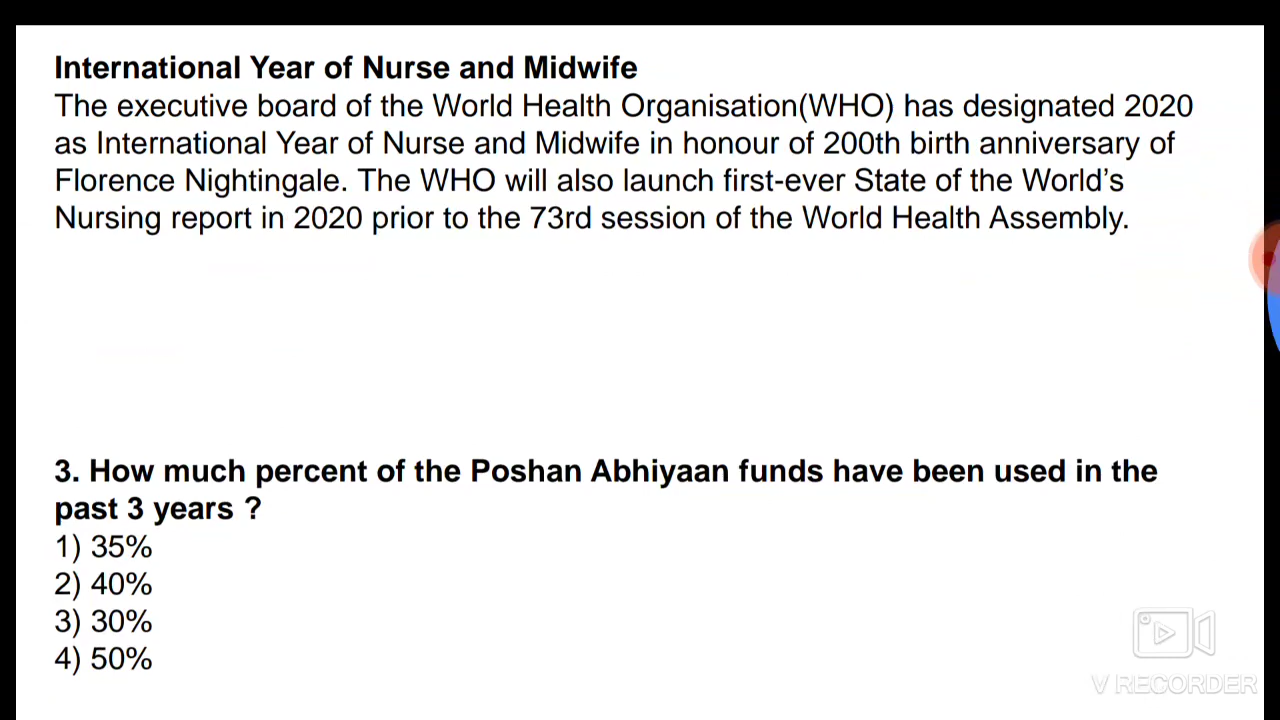 International Year of Nurse and Midwife
The executive board of the World Health Organisation(WHO) has designated 2020
as International Year of Nurse and Midwife in honour of 200th birth anniversary of
Florence Nightingale. The WHO will also launch first-ever State of the World’s
Nursing report in 2020 prior to the 73rd session of the World Health Assembly.
3. How much percent of the Poshan Abhiyaan funds have been used in the
past 3 years ?
1) 35%
2) 40%
3) 30%
4) 50%
V RECORDER